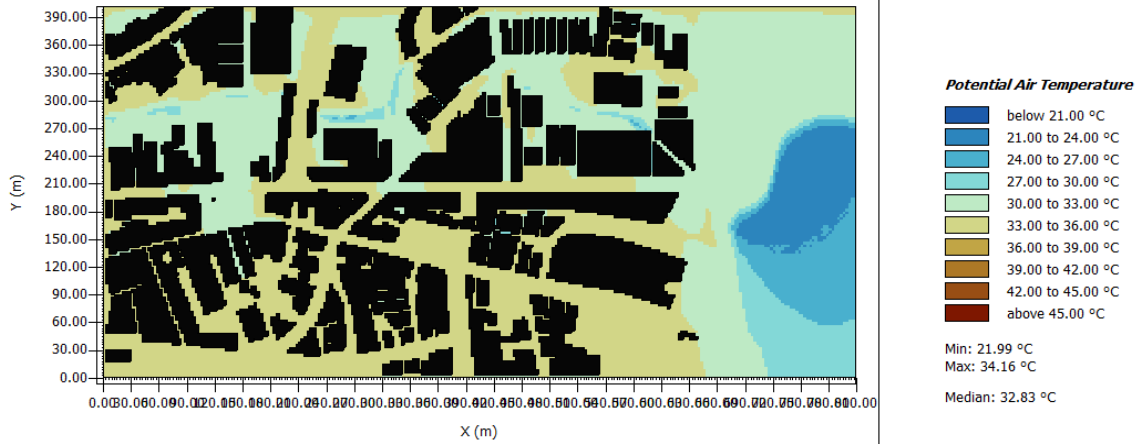 390.00
360.00
330.00
300.00
270.00
240.00
210.00
180.00
150.00
120.00
90.00
60.00
30.00
0.00
Y (m)
X (m)
Potential Air Temperature
below 21.00 °C
21.00 to 24.00 °C
24.00 to 27.00 °C
27.00 to 30.00 °C
30.00 to 33.00 °C
33.00 to 36.00 °C
36.00 to 39.00 °C
39.00 to 42.00 °C
42.00 to 45.00 °C
above 45.00 °C
Min: 21.99 °C
Max: 34.16 °C
Median: 32.83 °C